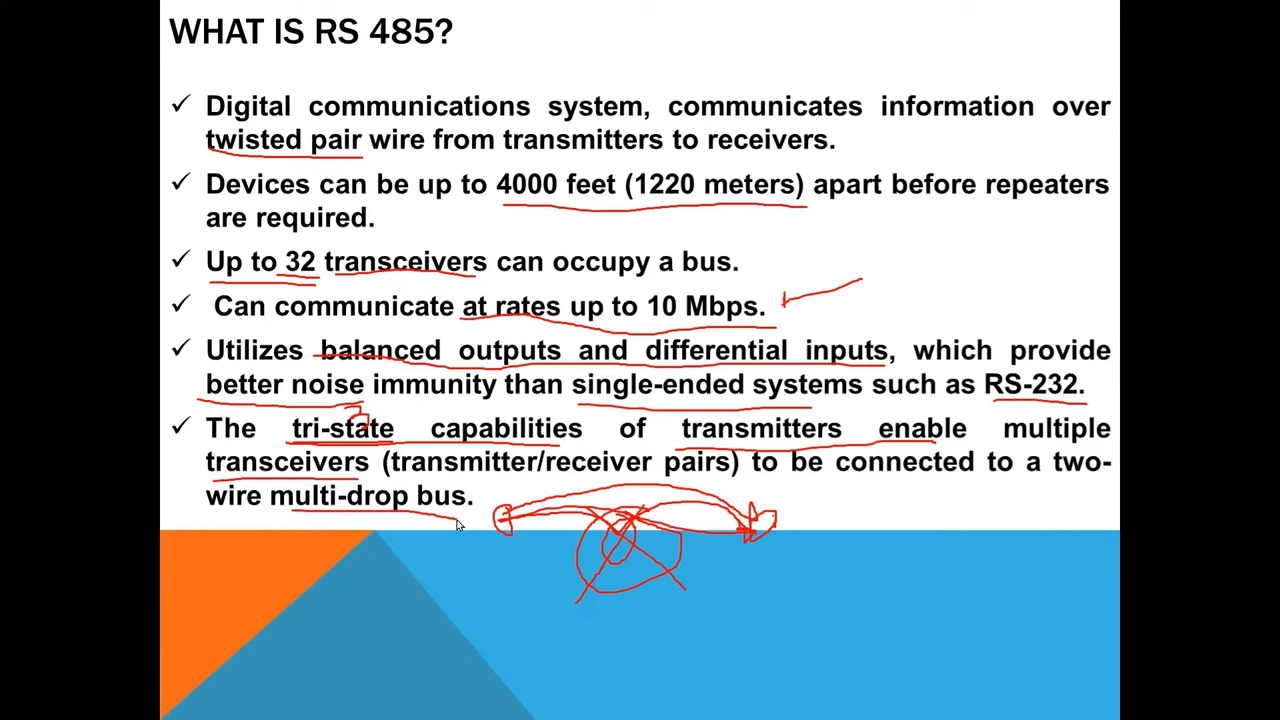 WHAT IS RS 485?
✓ Digital communications system, communicates information over
twisted pair wire from transmitters to receivers.
✓ Devices can be up to 4000 feet (1220 meters) apart before repeaters
are required.
✓ Up to 32 transceivers can occupy a bus.
✓ Can communicate at rates up to 10 Mbps.
✓ Utilizes balanced outputs and differential inputs, which provide
better noise immunity than single-ended systems such as RS-232.
✓ The tri-state capabilities of transmitters enable multiple
transceivers (transmitter/receiver pairs) to be connected to a two-
wire multi-drop bus.